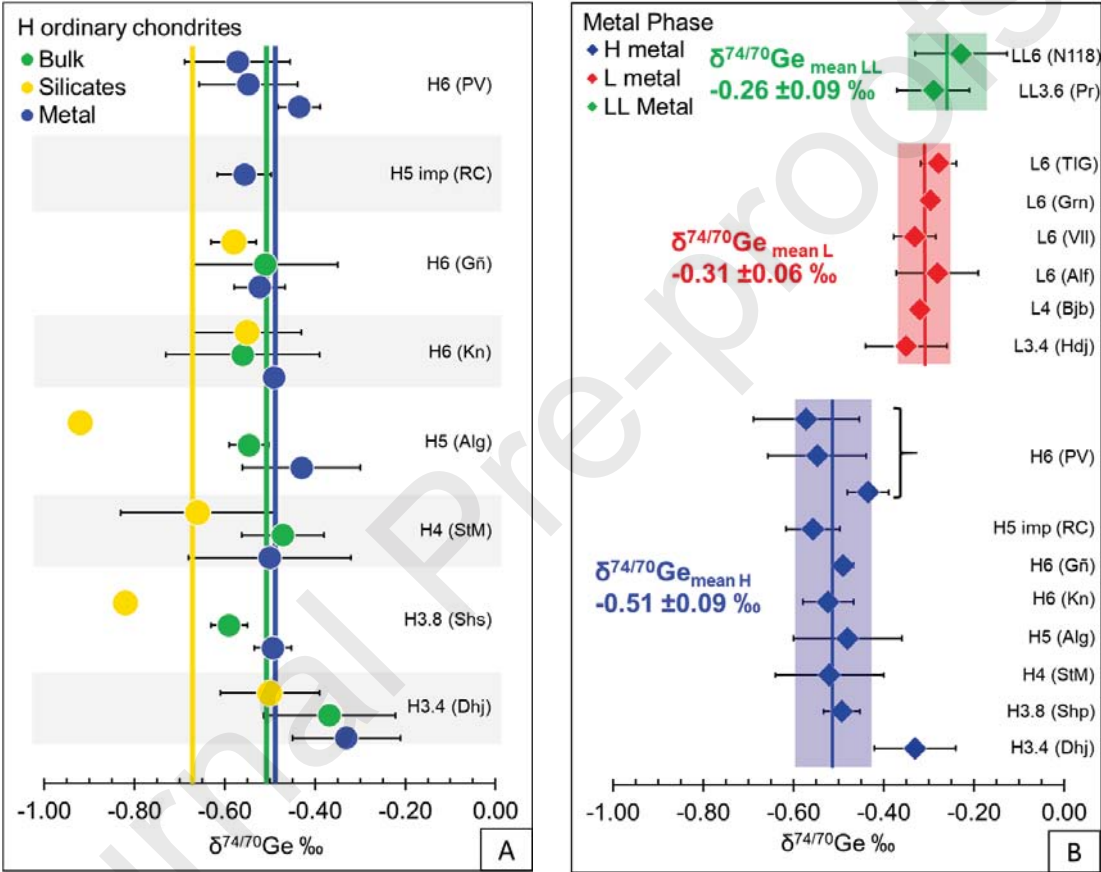 H ordinary chondrites
Bulk
Silicates
Metal
H6 (PV)
H5 imp (RC)
H6 (Gñ)
H6 (Kn)
H5 (Alg)
H4 (StM)
H3.8 (Shs)
H3.4 (Dhj)
-1.00 -0.80 -0.60 -0.40 -0.20 0.00
δ74/70Ge ‰
A
Metal Phase
H metal
L metal
LL Metal
δ74/70Ge mean LL
-0.26 ±0.09 ‰
LL6 (N118)
LL3.6 (Pr)
L6 (TIG)
L6 (Grn)
L6 (Vll)
L6 (Alf)
L4 (Bjb)
L3.4 (Hdj)
δ74/70Ge mean L
-0.31 ±0.06 ‰
H6 (PV)
H5 imp (RC)
H6 (Gñ)
H6 (Kn)
H5 (Alg)
H4 (StM)
H3.8 (Shp)
H3.4 (Dhj)
δ74/70Ge mean H
-0.51 ±0.09 ‰
-1.00 -0.80 -0.60 -0.40 -0.20 0.00
δ74/70Ge ‰
B
urnal Pre-proofs